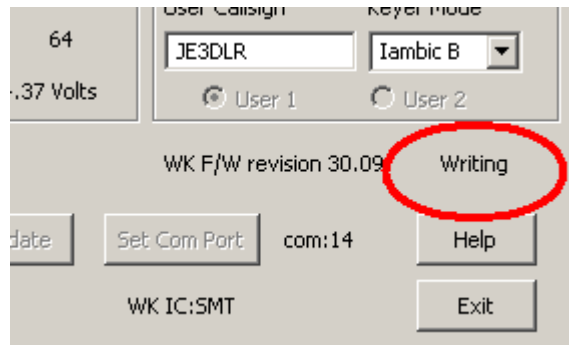 User Callsign Keyer Mode
64 JE3DLR Iambic B
.37 Volts User 1 User 2
WK F/W revision 30.09 Writing
date Set Com Port com:14 Help
WK IC:SMT Exit